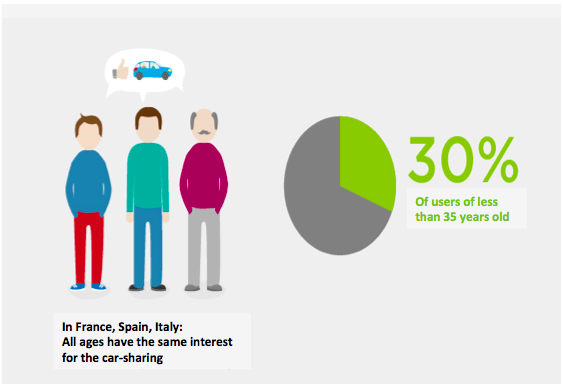 30%
Of users of less
than 35 years old
In France, Spain, Italy:
All ages have the same interest
for the car-sharing